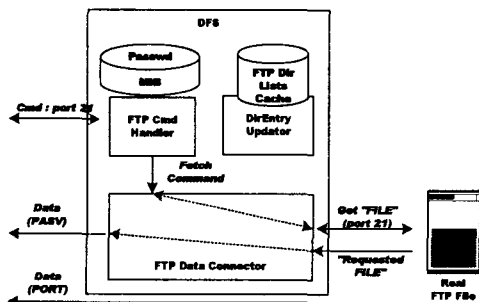 DFS
Passwd
FTP Dir
Lists
Cache
Cmd : port 21
FTP Cmd
Handler
DirEntry
Updator
Fetch
Command
Data
(PASV)
Get "FILE"
(port 21)
"Requested
FILE"
FTP Data Connector
Real
FTP File
Data
(PORT)